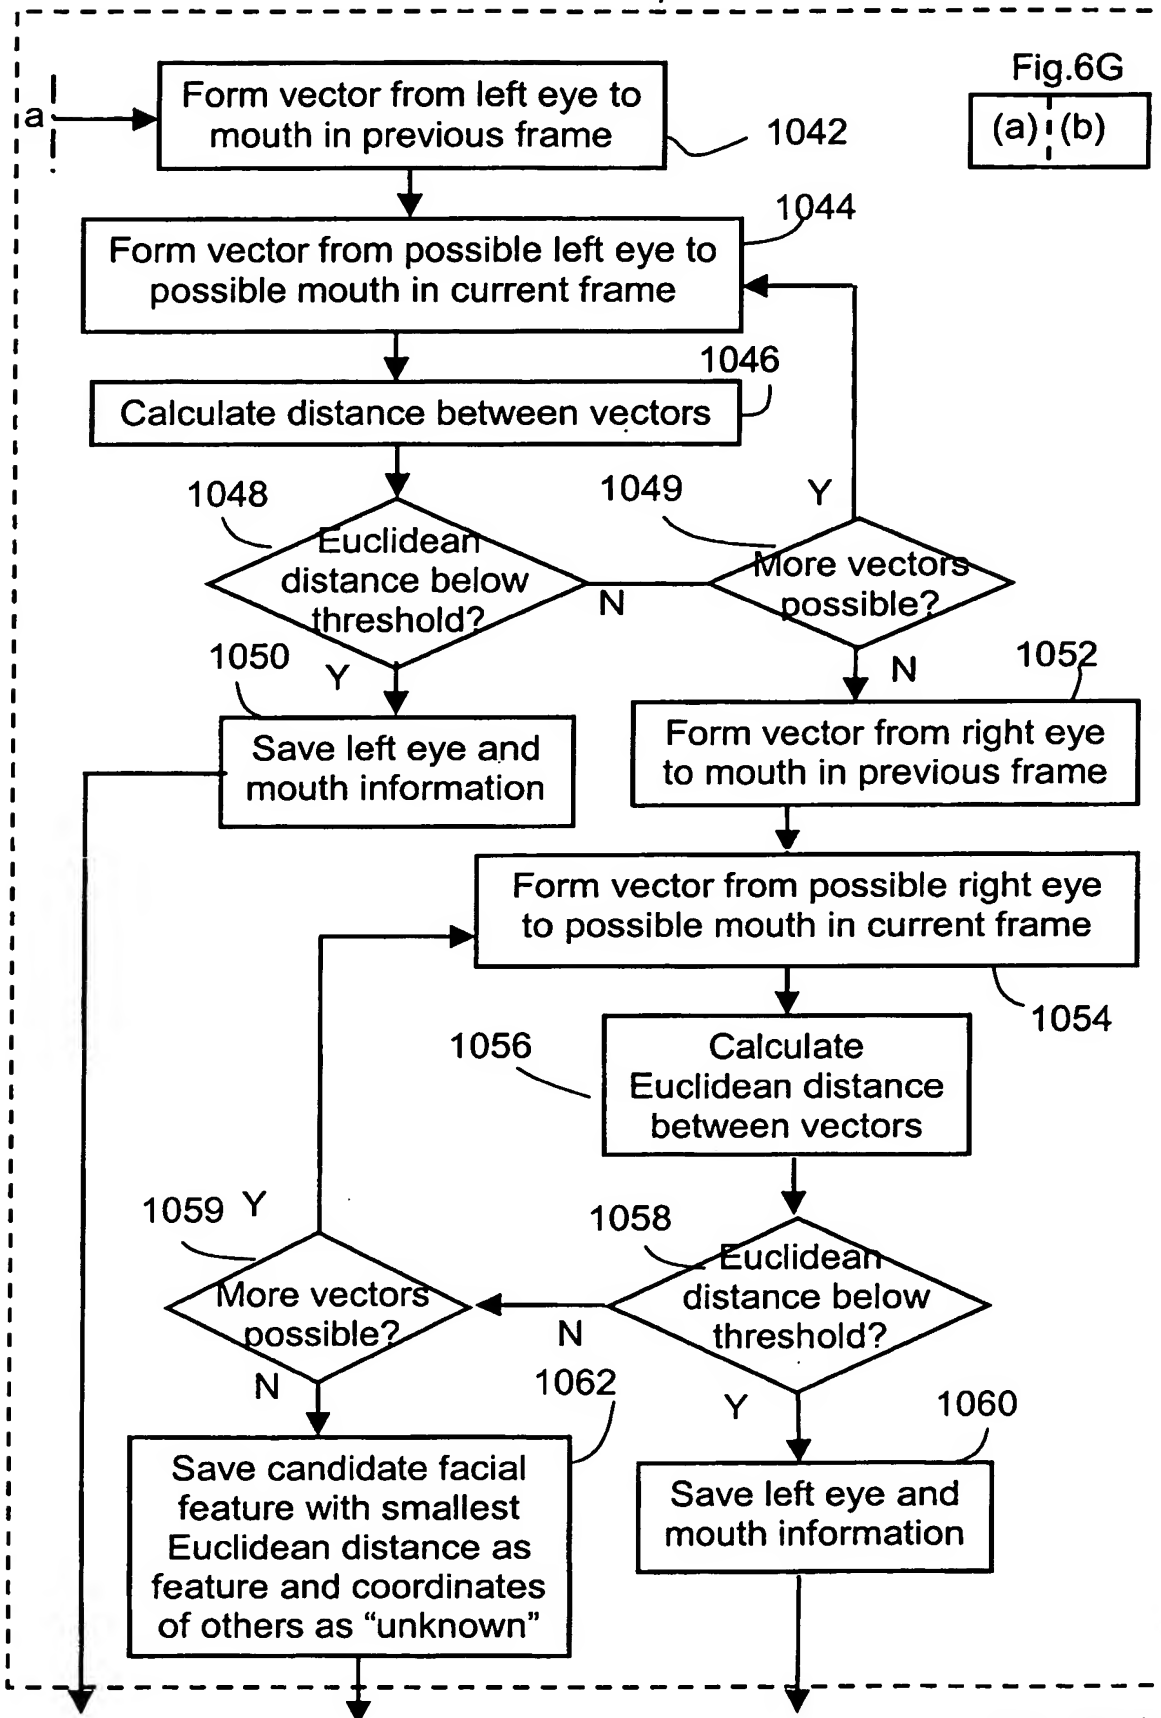 Fig.6G
(a) (b)
a
Form vector from left eye to
mouth in previous frame
1042
1044
Form vector from possible left eye to
possible mouth in current frame
1046
Calculate distance between vectors
1048
Euclidean
distance below
threshold?
N
1049
Y
More vectors
possible?
N
1050
Y
Save left eye and
mouth information
1052
Form vector from right eye
to mouth in previous frame
Form vector from possible right eye
to possible mouth in current frame
1054
1056
Calculate
Euclidean distance
between vectors
1058
Euclidean
distance below
threshold?
N
Y
1059
Y
More vectors
possible?
N
1062
Save candidate facial
feature with smallest
Euclidean distance as
feature and coordinates
of others as “unknown”
1060
Save left eye and
mouth information